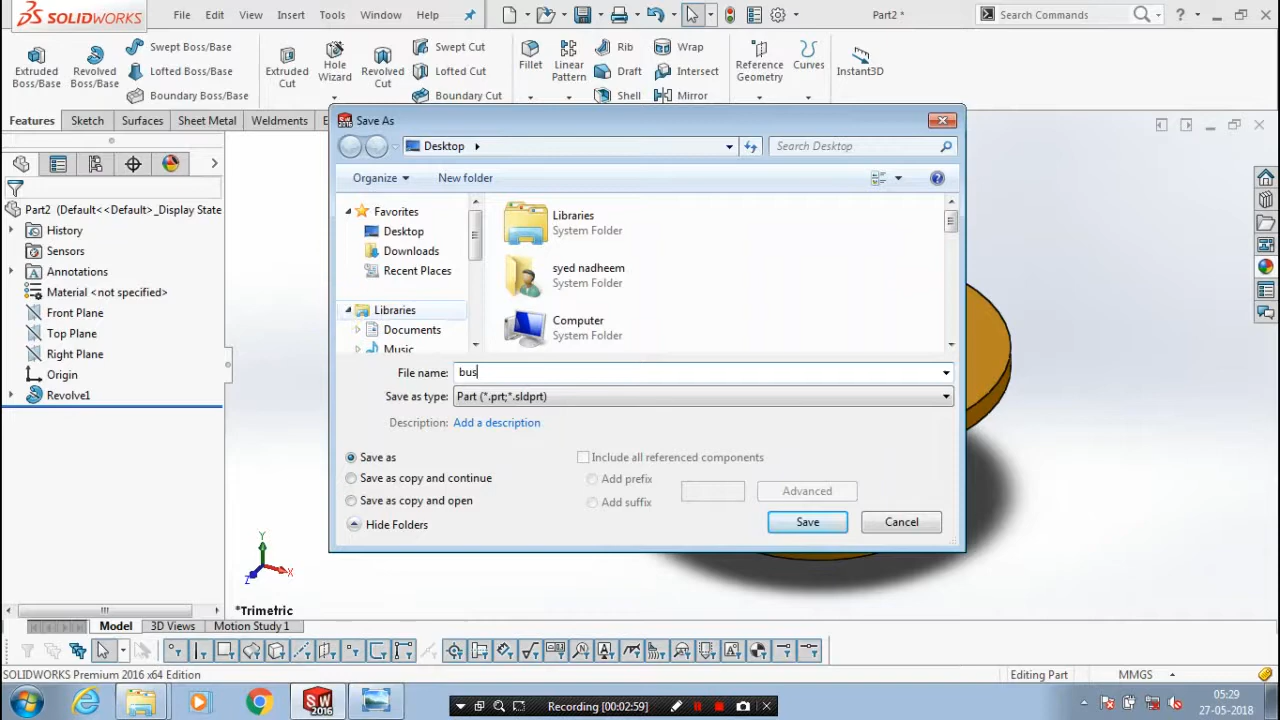 SOLIDWORKS File Edit View Insert Tools Window Help Part2 * Search Commands ?
Extruded Boss/Base
Revolved Boss/Base
Swept Boss/Base
Lofted Boss/Base
Boundary Boss/Base
Extruded Cut
Hole Wizard
Revolved Cut
Swept Cut
Lofted Cut
Boundary Cut
Fillet
Linear Pattern
Rib
Draft
Shell
Wrap
Intersect
Mirror
Reference Geometry
Curves
Instant3D
Features Sketch Surfaces Sheet Metal Weldments
Part2 (Default<<Default>_Display State
History
Sensors
Annotations
Material <not specified>
Front Plane
Top Plane
Right Plane
Origin
Revolve1
Save As
Desktop
Search Desktop
Organize New folder
Favorites
Desktop
Downloads
Recent Places
Libraries
Documents
Music
Libraries
System Folder
syed nadheem
System Folder
Computer
System Folder
File name: bus
Save as type: Part (*.prt;*.sldprt)
Description: Add a description
Save as
Save as copy and continue
Save as copy and open
Include all referenced components
Add prefix
Add suffix
Advanced
Hide Folders
Save Cancel
Y
X
Z
*Trimetric
Model 3D Views Motion Study 1
SOLIDWORKS Premium 2016 x64 Edition Editing Part MMGS
Recording [00:02:59]
05:29
27-05-2018